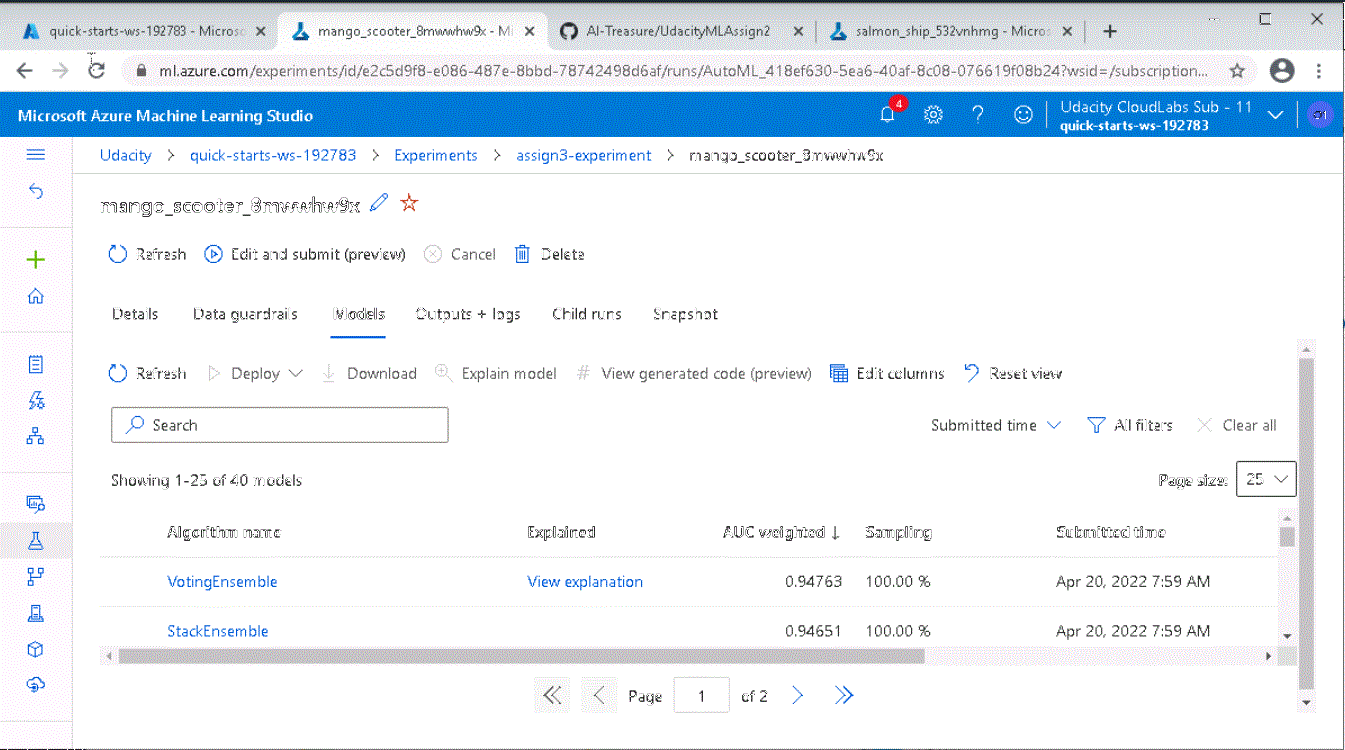 quick-starts-ws-192783 - Microsc
mango_scooter_8mwwhw9x - Mi
AI-Treasure/UdacityMLAssign2
salmon_ship_532vnhmg - Micros
ml.azure.com/experiments/id/e2c5d9f8-e086-487e-8bbd-78742498d6af/runs/AutoML_418ef630-5ea6-40af-8c08-076619f08b24?wsid=/subscription...
Microsoft Azure Machine Learning Studio
4
Udacity CloudLabs Sub - 11
quick-starts-ws-192783
Udacity > quick-starts-ws-192783 > Experiments > assign3-experiment > mango_scooter_8mwwhw9x
mango_scooter_8mwwhw9x
Refresh Edit and submit (preview) Cancel Delete
Details Data guardrails Models Outputs + logs Child runs Snapshot
Refresh Deploy Download Explain model # View generated code (preview) Edit columns Reset view
Search Submitted time All filters Clear all
Showing 1-25 of 40 models Page size: 25
Algorithm name Explained AUC weighted ↓ Sampling Submitted time
VotingEnsemble View explanation 0.94763 100.00 % Apr 20, 2022 7:59 AM
StackEnsemble 0.94651 100.00 % Apr 20, 2022 7:59 AM
Page 1 of 2